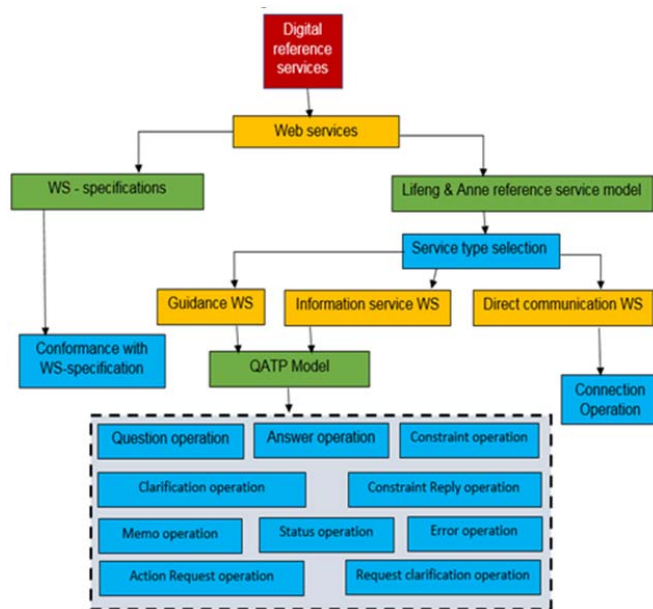 Digital
reference
services
Web services
WS - specifications
Lifeng & Anne reference service model
Service type selection
Guidance WS
Information service WS
Direct communication WS
Conformance with
WS-specification
QATP Model
Connection
Operation
Question operation
Answer operation
Constraint operation
Clarification operation
Constraint Reply operation
Memo operation
Status operation
Error operation
Action Request operation
Request clarification operation